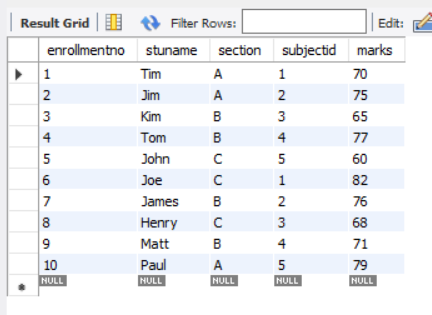 Result Grid Filter Rows: Edit:
enrollmentno stuname section subjectid marks
1 Tim A 1 70
2 Jim A 2 75
3 Kim B 3 65
4 Tom B 4 77
5 John C 5 60
6 Joe C 1 82
7 James B 2 76
8 Henry C 3 68
9 Matt B 4 71
10 Paul A 5 79
NULL NULL NULL NULL NULL